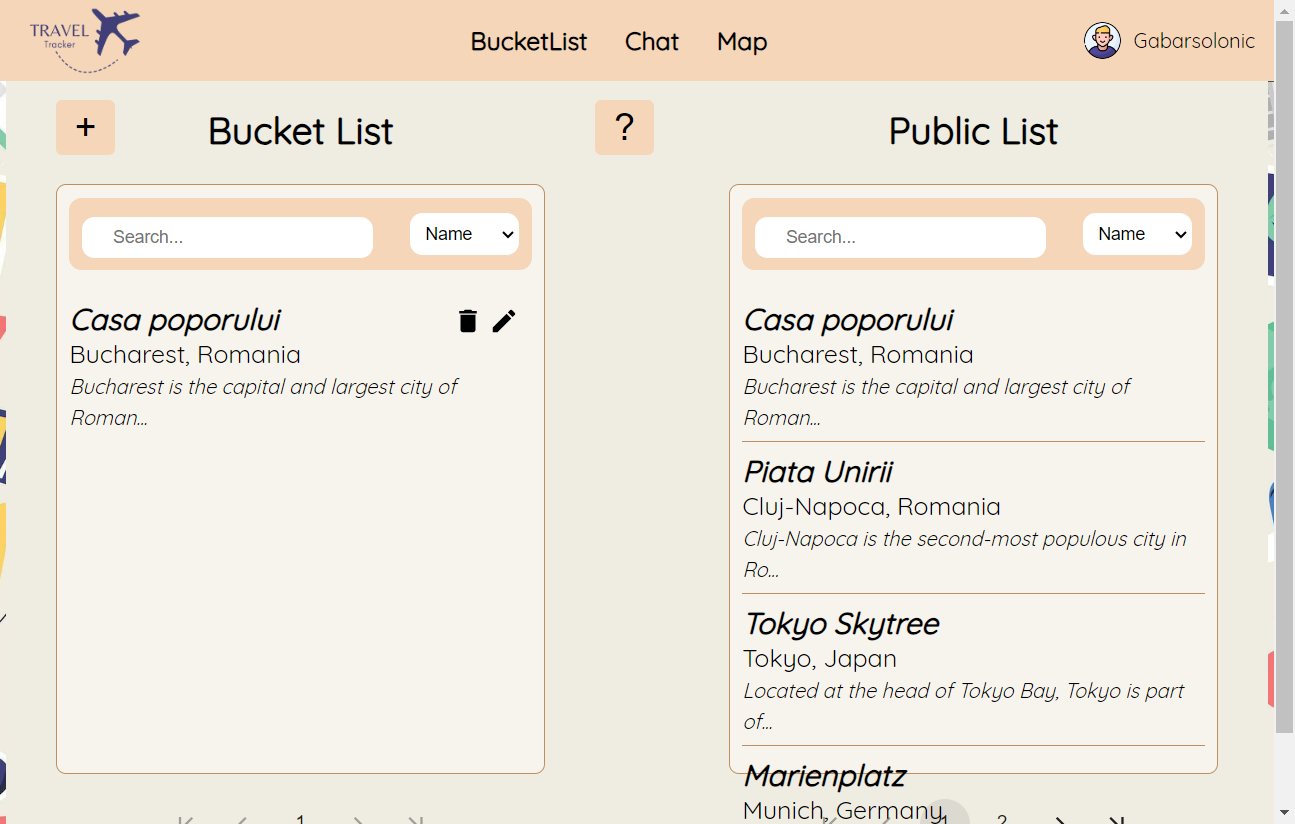 TRAVEL
Tracker
BucketList Chat Map
Gabarsolonic
+
Bucket List
?
Public List
Search...
Name
Search...
Name
Casa poporului
Bucharest, Romania
Bucharest is the capital and largest city of
Roman...
Casa poporului
Bucharest, Romania
Bucharest is the capital and largest city of
Roman...
Piata Unirii
Cluj-Napoca, Romania
Cluj-Napoca is the second-most populous city in
Ro...
Tokyo Skytree
Tokyo, Japan
Located at the head of Tokyo Bay, Tokyo is part
of...
Marienplatz
Munich, Germany
1
1 2